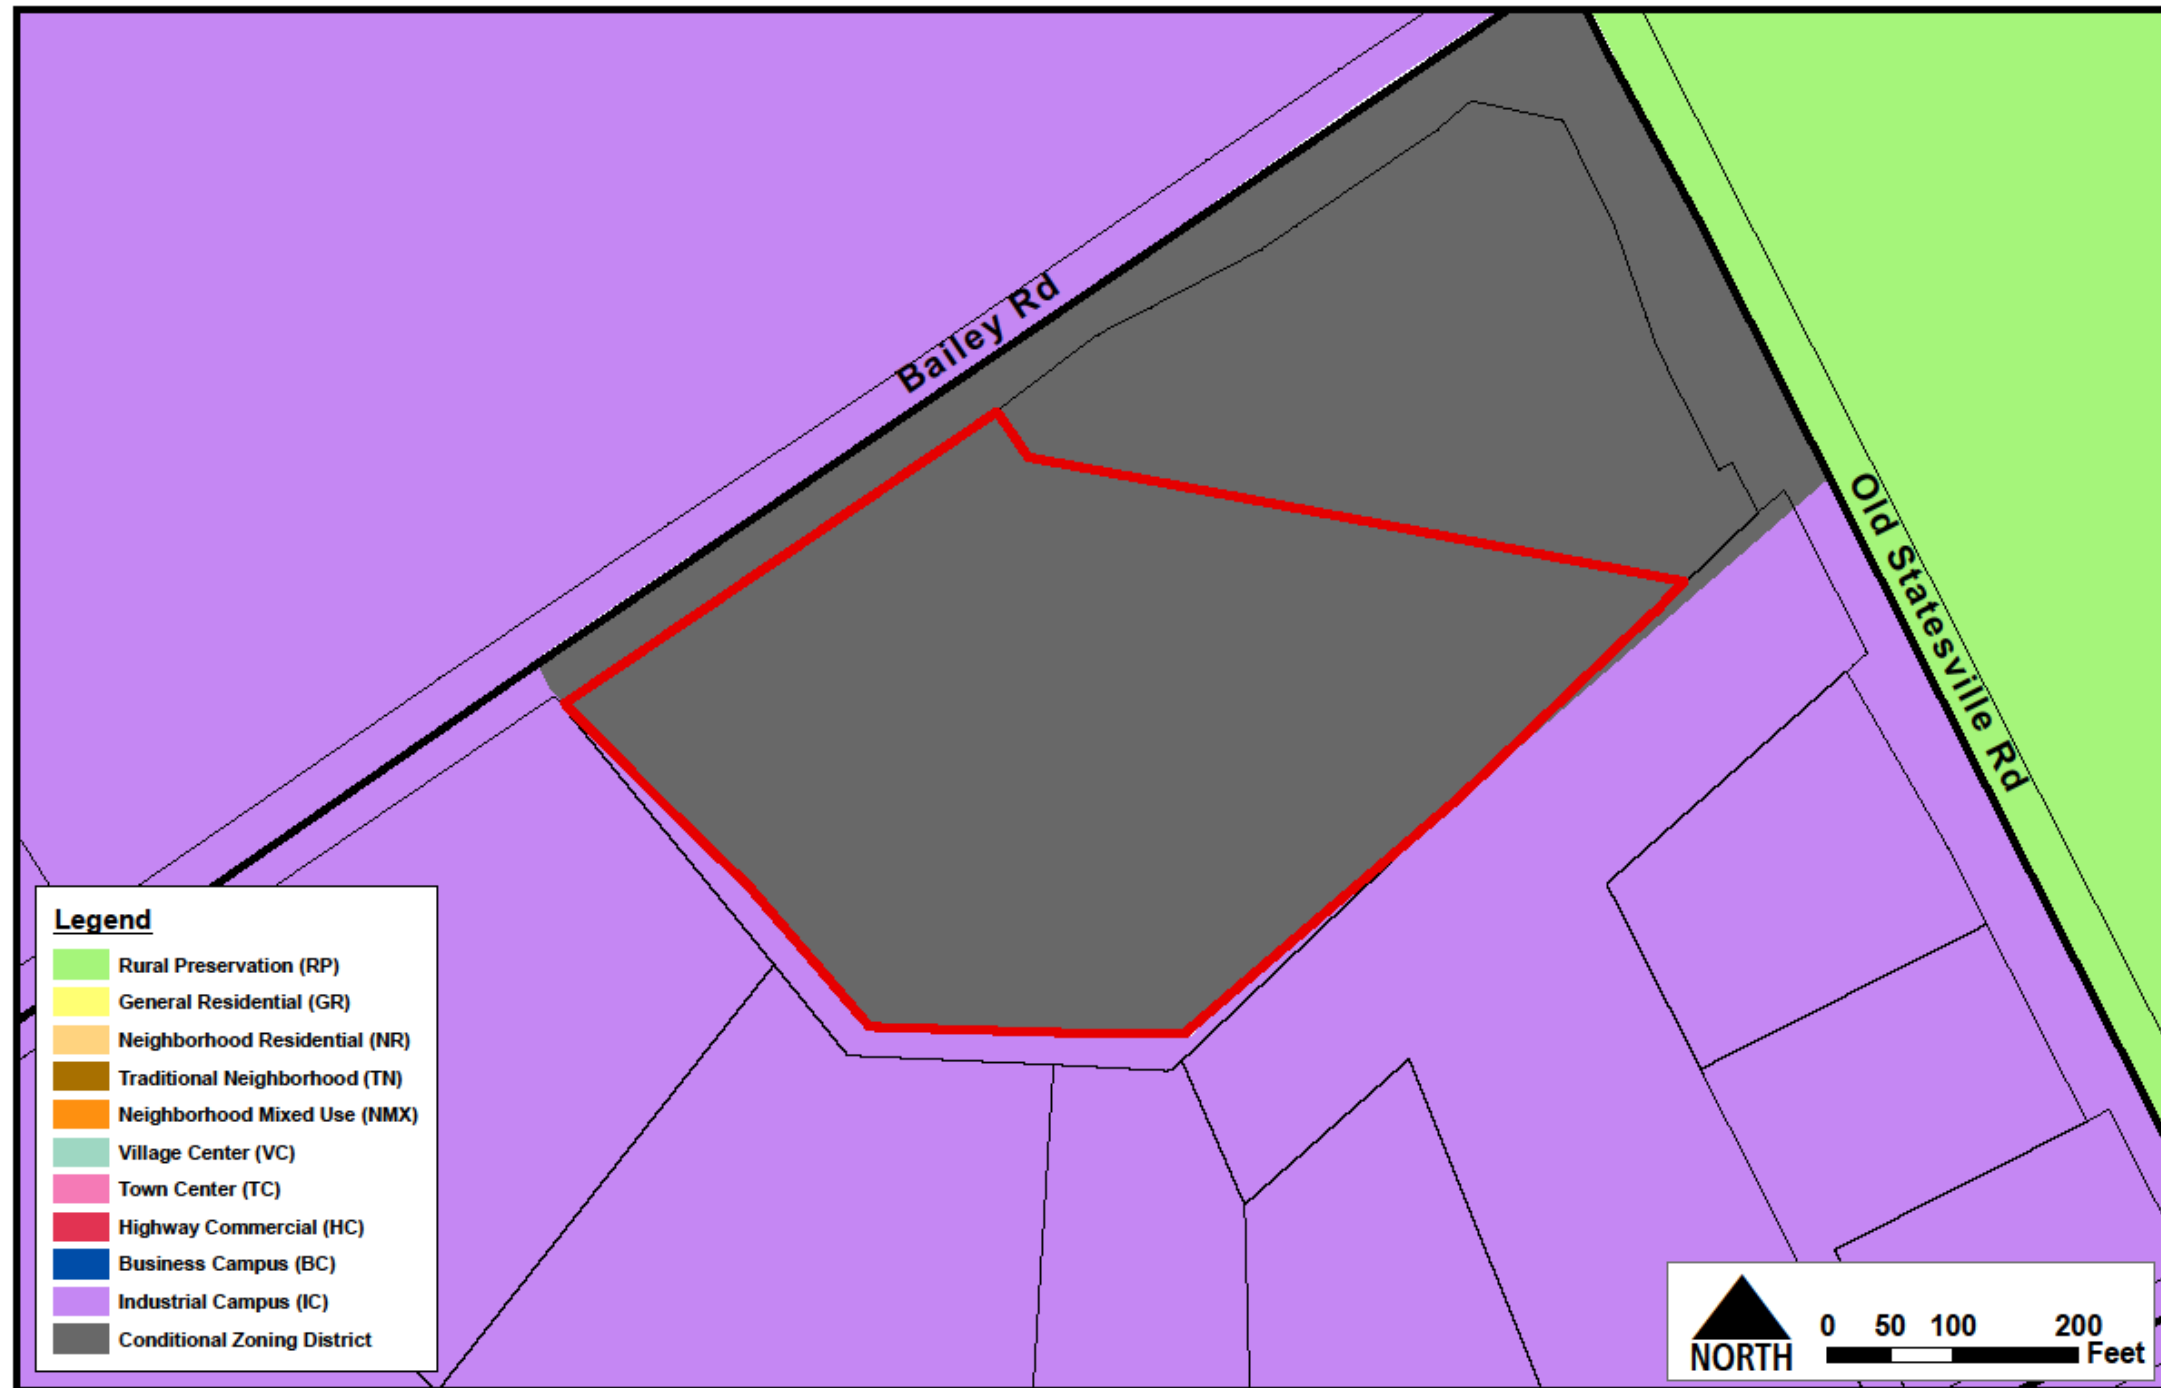 Bailey Rd
Old Statesville Rd
Legend
Rural Preservation (RP)
General Residential (GR)
Neighborhood Residential (NR)
Traditional Neighborhood (TN)
Neighborhood Mixed Use (NMX)
Village Center (VC)
Town Center (TC)
Highway Commercial (HC)
Business Campus (BC)
Industrial Campus (IC)
Conditional Zoning District
0 50 100 200
Feet
NORTH